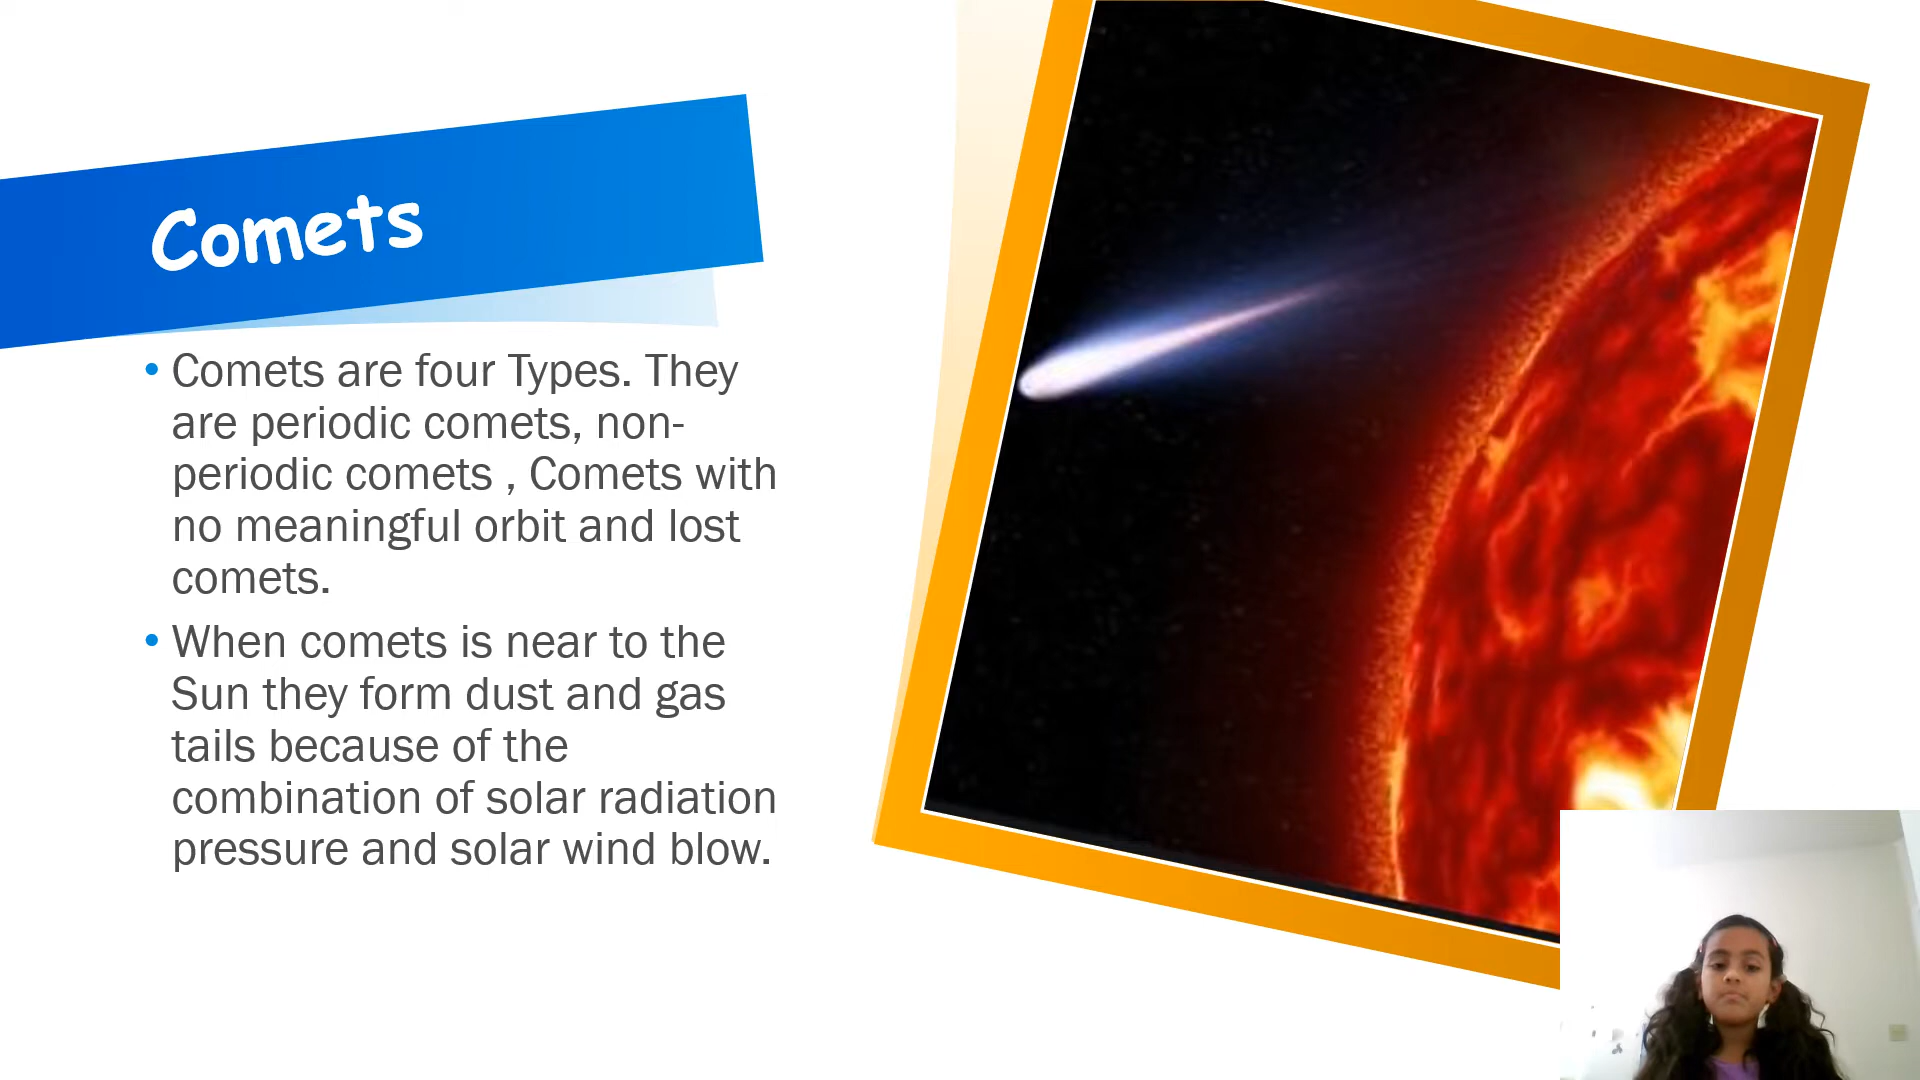 Comets
• Comets are four Types. They
are periodic comets, non-
periodic comets , Comets with
no meaningful orbit and lost
comets.
• When comets is near to the
Sun they form dust and gas
tails because of the
combination of solar radiation
pressure and solar wind blow.